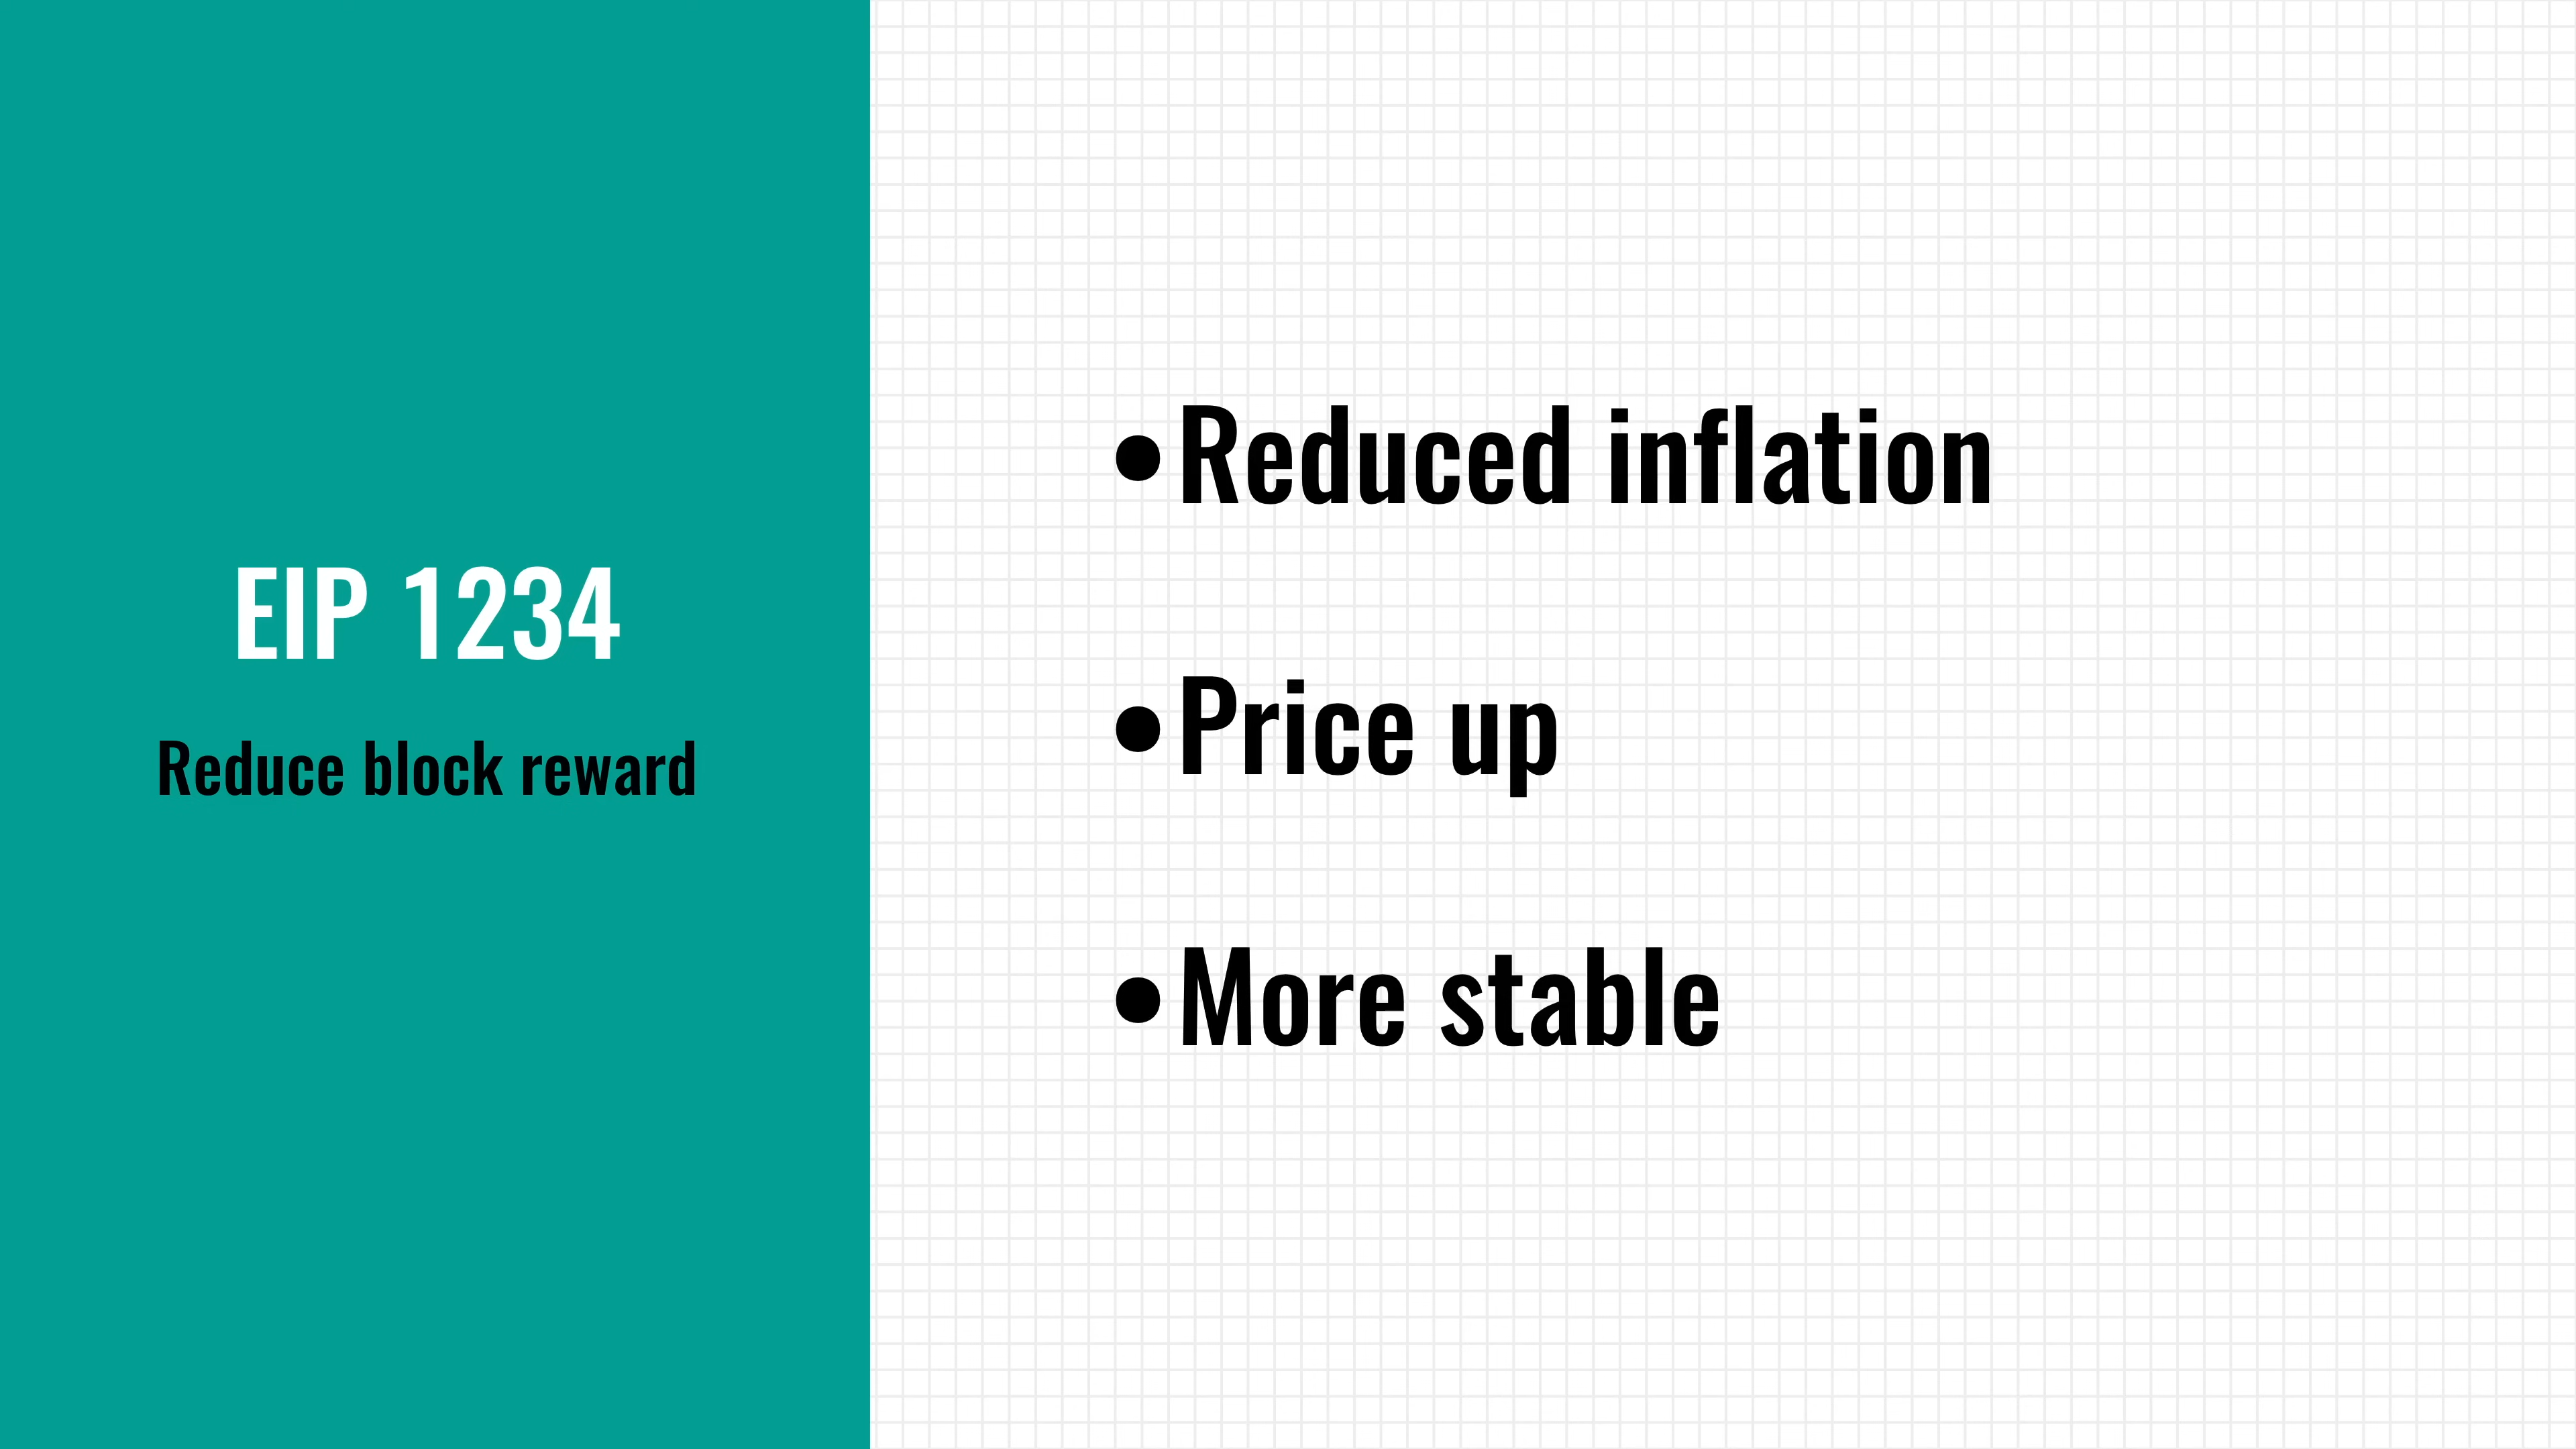 EIP 1234
Reduce block reward
•Reduced inflation
•Price up
•More stable